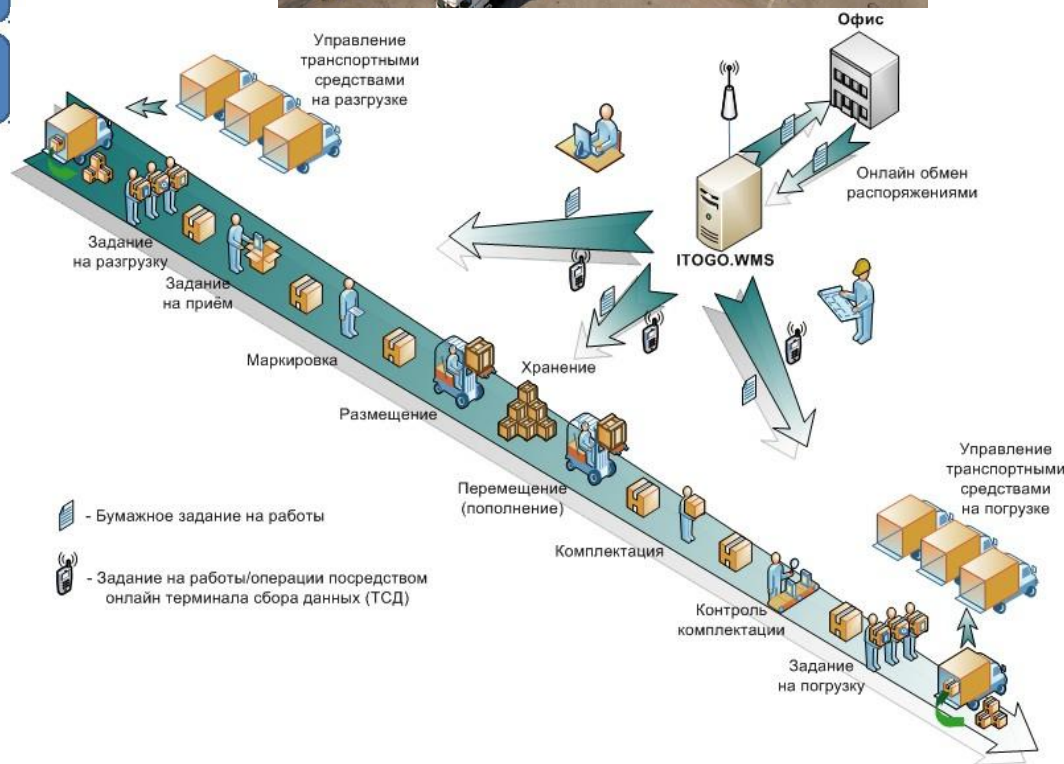 Офис
Управление
транспортными
средствами
на разгрузке
Онлайн обмен
распоряжениями
ITOGO.WMS
Задание
на разгрузку
Задание
на приём
Маркировка
Размещение
Хранение
Перемещение
(пополнение)
Комплектация
Контроль
комплектации
Задание
на погрузку
Управление
транспортными
средствами
на погрузке
- Бумажное задание на работы
- Задание на работы/операции посредством
онлайн терминала сбора данных (ТСД)